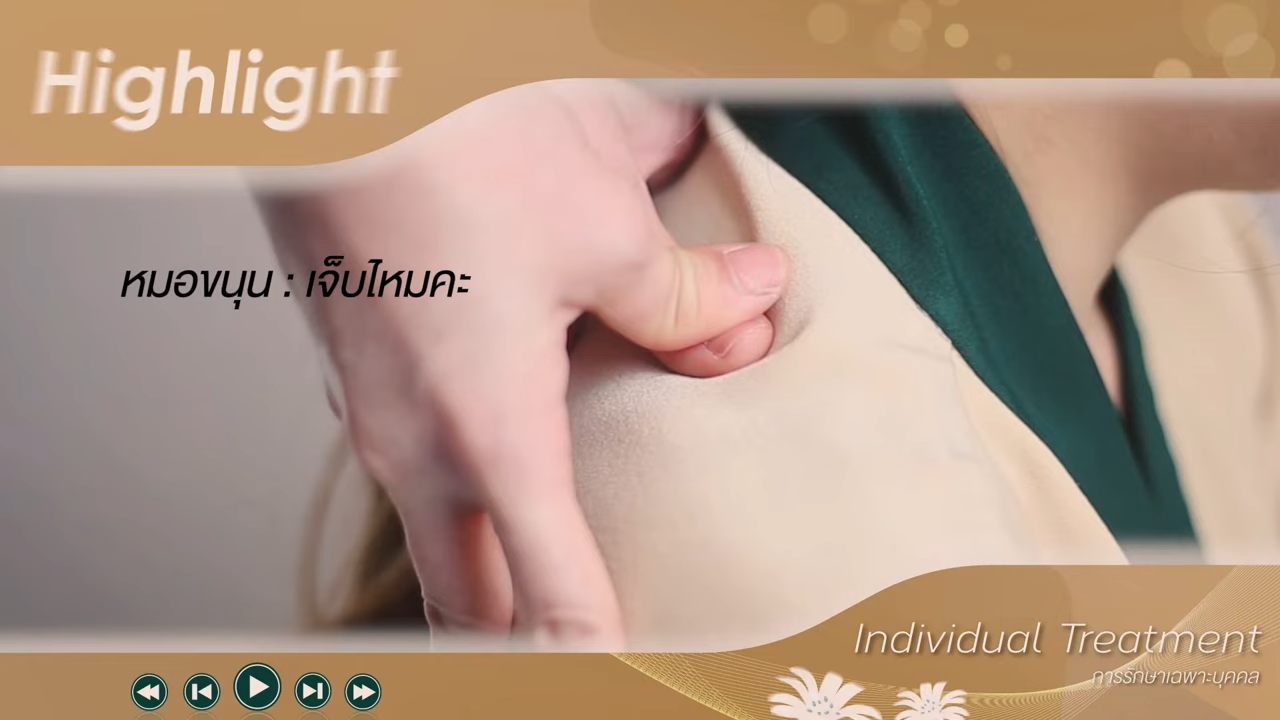 Highlight
หมอขนุน : เจ็บไหมคะ
Individual Treatment
การรักษาเฉพาะบุคคล